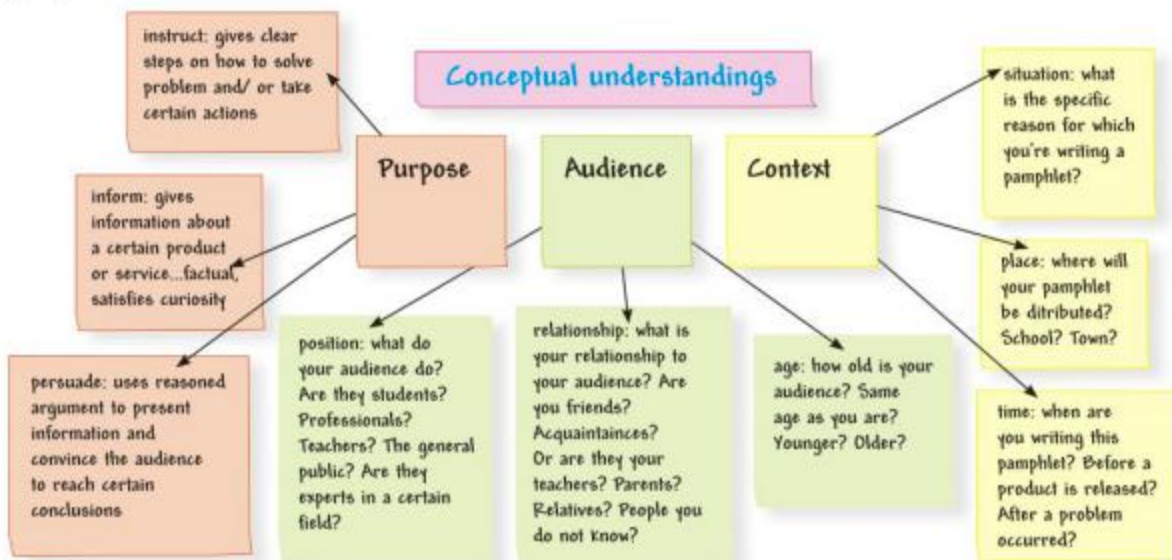 Conceptual understandings
Purpose
instruct: gives clear
steps on how to solve
problem and/ or take
certain actions
inform: gives
information about
a certain product
or service...factual,
satisfies curiosity
persuade: uses reasoned
argument to present
information and
convince the audience
to reach certain
conclusions
Audience
position: what do
your audience do?
Are they students?
Professionals?
Teachers? The general
public? Are they
experts in a certain
field?
relationship: what is
your relationship to
your audience? Are
you friends?
Acquaintainces?
Or are they your
teachers? Parents?
Relatives? People you
do not know?
age: how old is your
audience? Same
age as you are?
Younger? Older?
Context
situation: what
is the specific
reason for which
you're writing a
pamphlet?
place: where will
your pamphlet
be ditributed?
School? Town?
time: when are
you writing this
pamphlet? Before a
product is released?
After a problem
occurred?